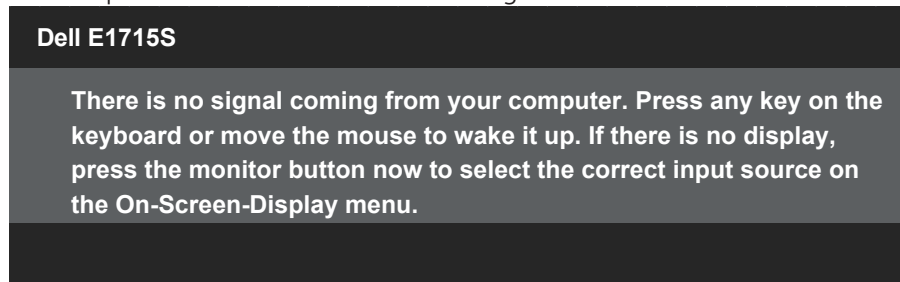 Dell E1715S
There is no signal coming from your computer. Press any key on the
keyboard or move the mouse to wake it up. If there is no display,
press the monitor button now to select the correct input source on
the On-Screen-Display menu.